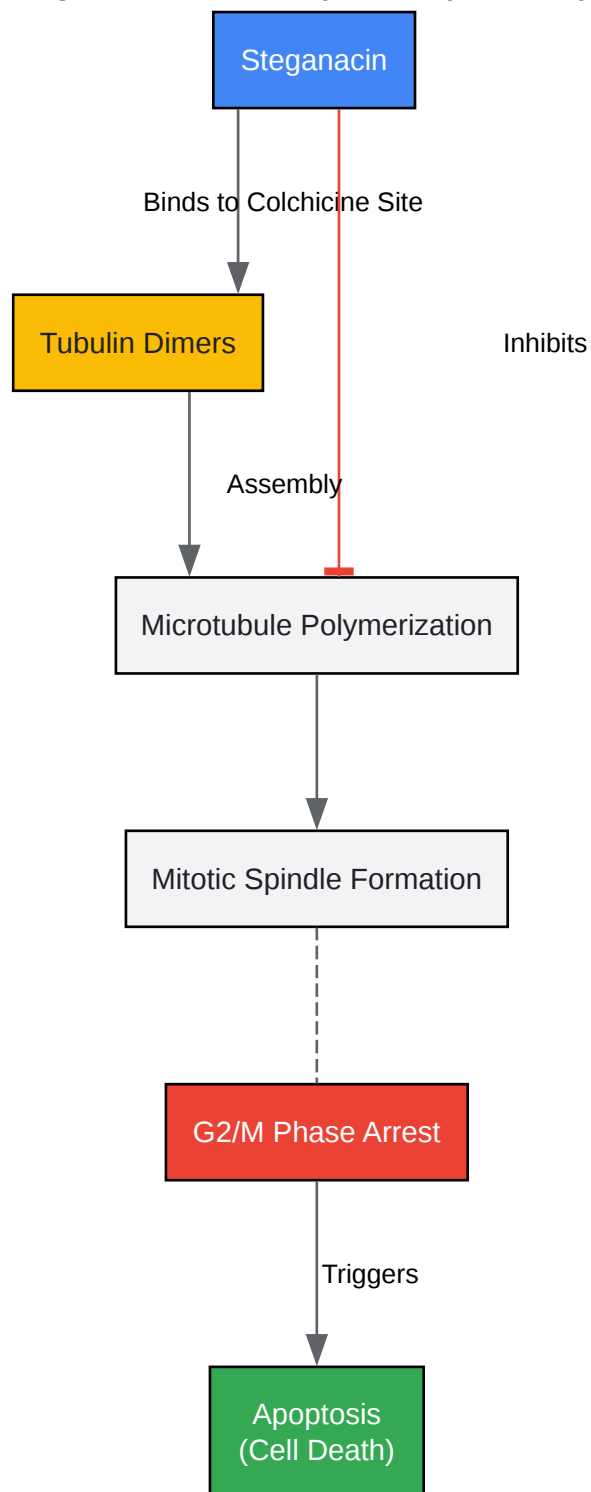 Steganacin
Binds to Colchicine Site
Tubulin Dimers
Inhibits
Assembly
Microtubule Polymerization
Mitotic Spindle Formation
G2/M Phase Arrest
Triggers
Apoptosis
(Cell Death)